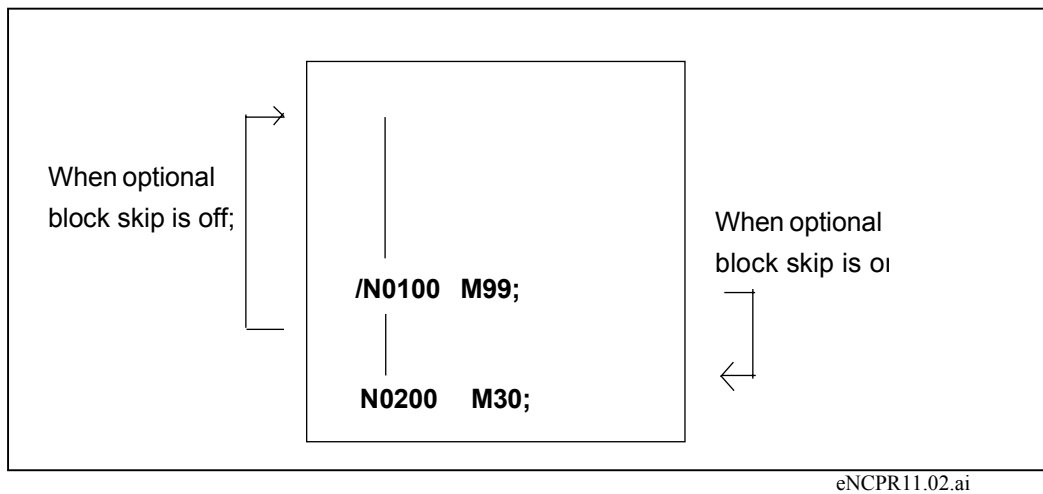 When optional
block skip is off;
When optional
block skip is
/N0100 M99;
N0200 M30;
eNCPR11.02.ai